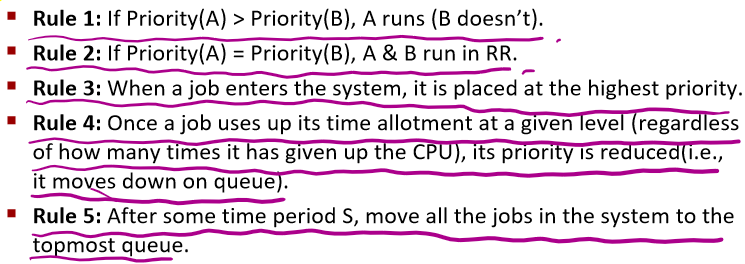 ▪ Rule 1: If Priority(A) > Priority(B), A runs (B doesn’t).
▪ Rule 2: If Priority(A) = Priority(B), A & B run in RR.
▪ Rule 3: When a job enters the system, it is placed at the highest priority.
▪ Rule 4: Once a job uses up its time allotment at a given level (regardless
of how many times it has given up the CPU), its priority is reduced(i.e.,
it moves down on queue).
▪ Rule 5: After some time period S, move all the jobs in the system to the
topmost queue.